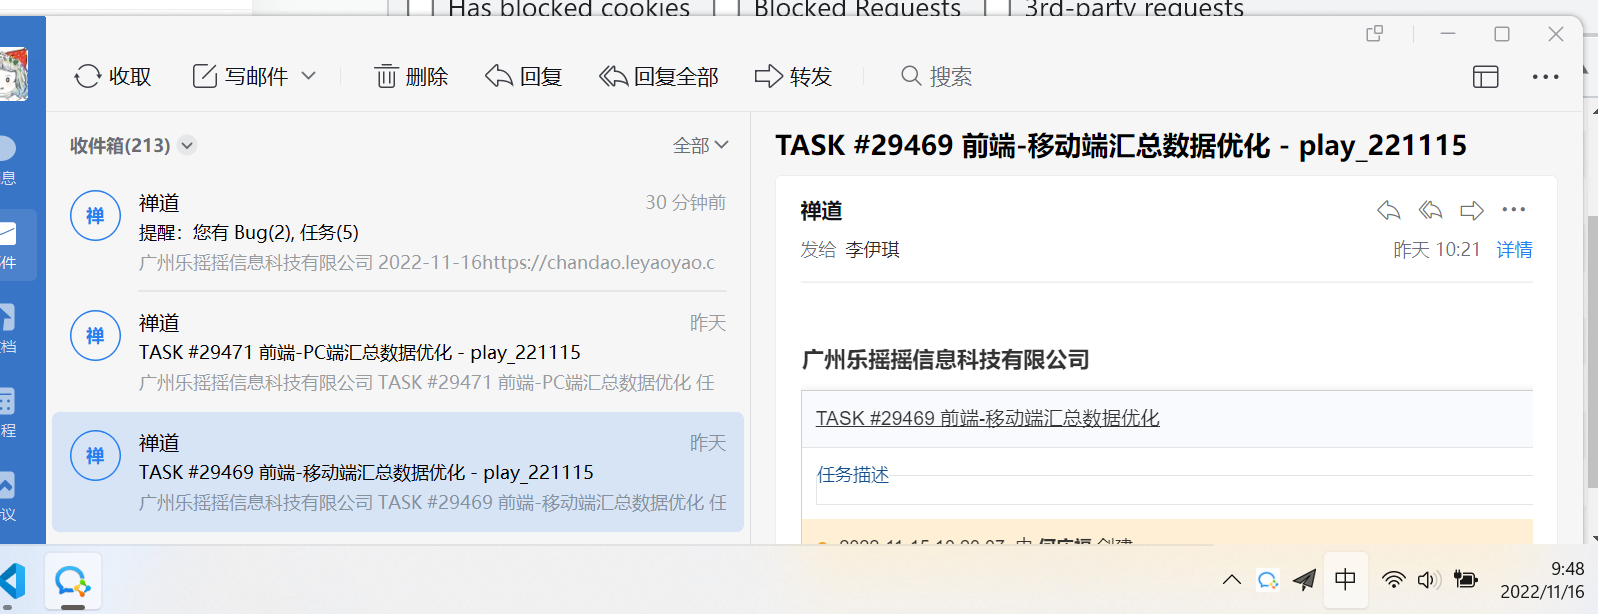 Has blocked cookies
Blocked Requests
3rd-party requests
收取
写邮件
删除
回复
回复全部
转发
搜索
息
件
档
程
议
收件箱(213)
全部
禅
禅道
30 分钟前
提醒：您有 Bug(2), 任务(5)
广州乐摇摇信息科技有限公司 2022-11-16https://chandao.leyaoyao.c
禅
禅道
昨天
TASK #29471 前端-PC端汇总数据优化 - play_221115
广州乐摇摇信息科技有限公司 TASK #29471 前端-PC端汇总数据优化 任
禅
禅道
昨天
TASK #29469 前端-移动端汇总数据优化 - play_221115
广州乐摇摇信息科技有限公司 TASK #29469 前端-移动端汇总数据优化 任
TASK #29469 前端-移动端汇总数据优化 - play_221115
禅道
发给 李伊琪
昨天 10:21 详情
广州乐摇摇信息科技有限公司
TASK #29469 前端-移动端汇总数据优化
任务描述
中
9:48
2022/11/16